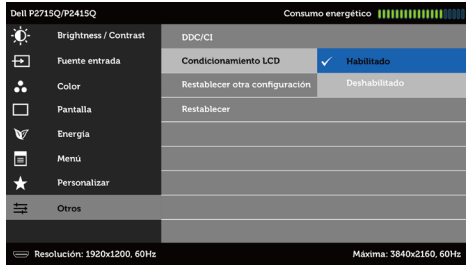 Dell P2715Q/P2415Q Consumo energético
Brightness / Contrast DDC/CI
Fuente entrada Condicionamiento LCD Habilitado
Color Restablecer otra configuración Deshabilitado
Pantalla Restablecer
Energía
Menú
Personalizar
Otros
Resolución: 1920x1200, 60Hz Máxima: 3840x2160, 60Hz